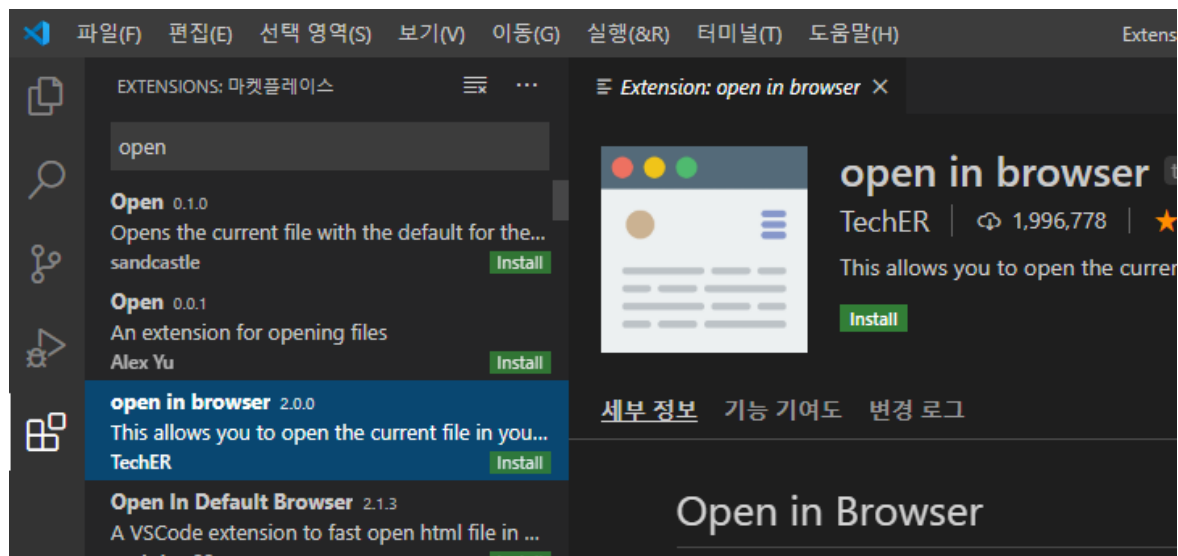 파일(F) 편집(E) 선택 영역(S) 보기(V) 이동(G) 실행(&R) 터미널(T) 도움말(H) Extens
EXTENSIONS: 마켓플레이스
open
Open 0.1.0
Opens the current file with the default for the...
sandcastle Install
Open 0.0.1
An extension for opening files
Alex Yu Install
open in browser 2.0.0
This allows you to open the current file in you...
TechER Install
Open In Default Browser 2.1.3
A VSCode extension to fast open html file in ...
Extension: open in browser
open in browser
TechER 1,996,778
This allows you to open the curren
Install
세부 정보 기능 기여도 변경 로그
Open in Browser